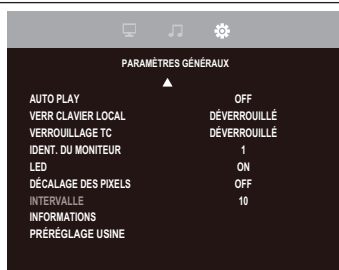 PARAMÈTRES GÉNÉRAUX
AUTO PLAY OFF
VERR CLAVIER LOCAL DÉVERROUILLÉ
VERROUILLAGE TC DÉVERROUILLÉ
IDENT. DU MONITEUR 1
LED ON
DÉCALAGE DES PIXELS OFF
INTERVALLE 10
INFORMATIONS
PRÉRÉGLAGE USINE